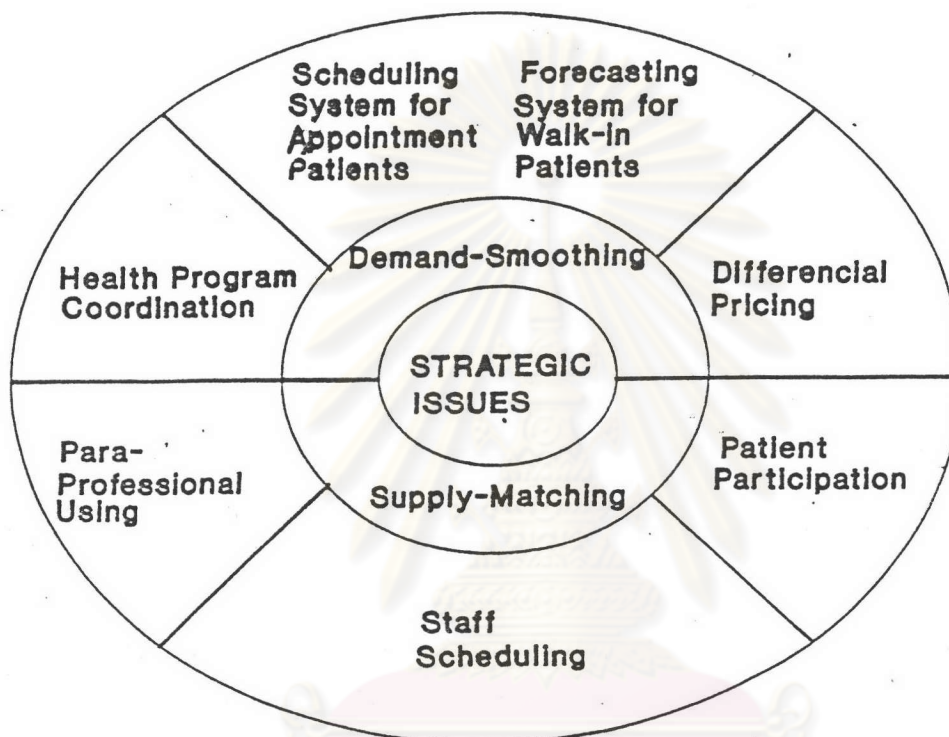 Scheduling
System for
Appointment
Patients
Forecasting
System for
Walk-in
Patients
Demand-Smoothing
Health Program
Coordination
Differencial
Pricing
STRATEGIC
ISSUES
Para-
Professional
Using
Supply-Matching
Patient
Participation
Staff
Scheduling